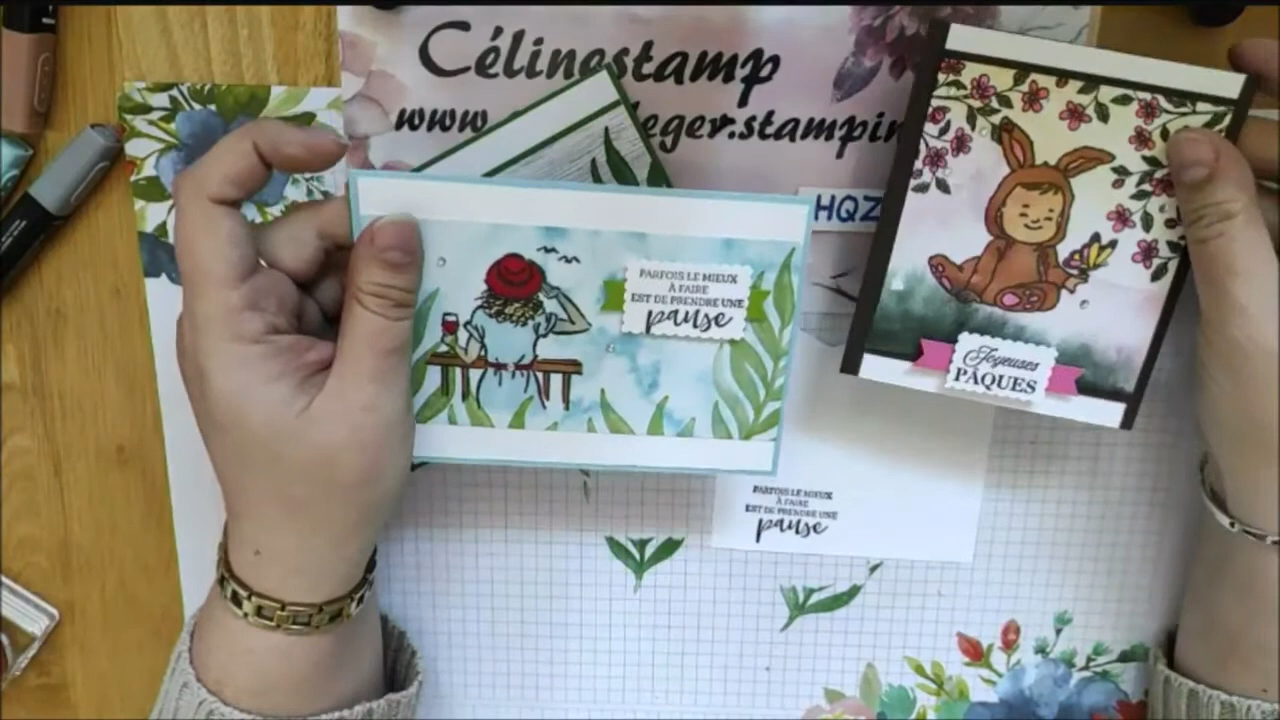 Célinestamp
www eger.stampin
HQZ
PARFOIS LE MIEUX
À FAIRE
EST DE PRENDRE UNE
pause
Joyeuses
PÂQUES
PARFOIS LE MIEUX
À FAIRE
EST DE PRENDRE UNE
pause